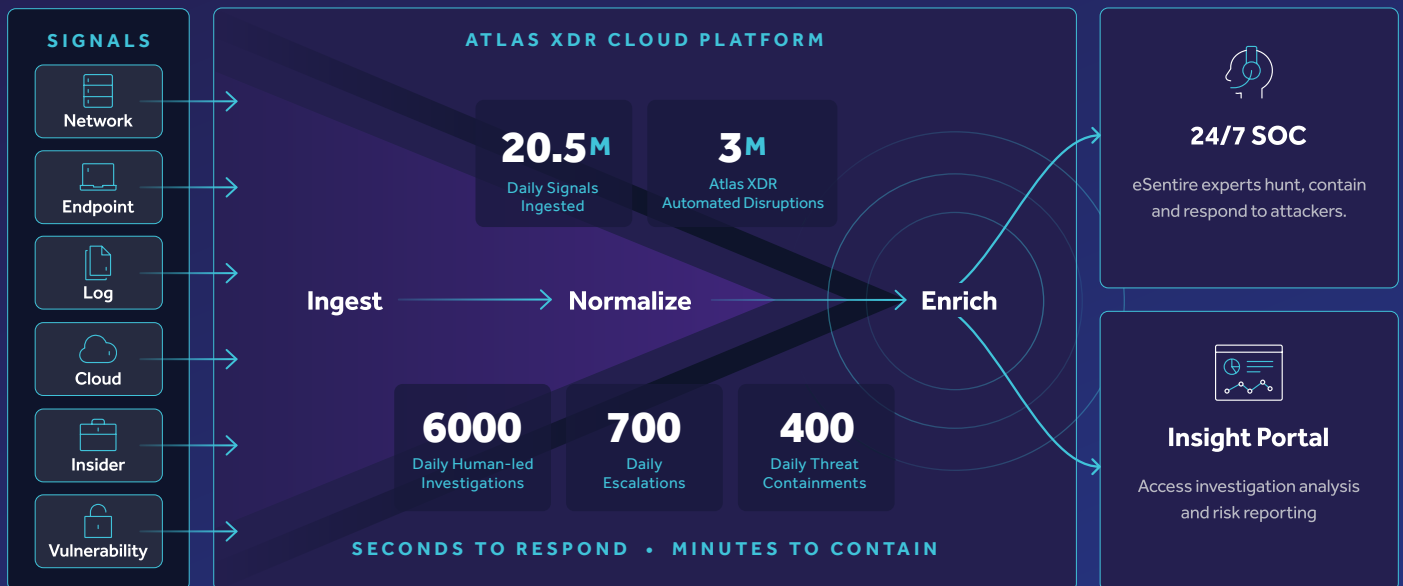 SIGNALS
Network
Endpoint
Log
Cloud
Insider
Vulnerability
ATLAS XDR CLOUD PLATFORM
20.5M
Daily Signals
Ingested
3M
Atlas XDR
Automated Disruptions
Ingest
Normalize
Enrich
6000
Daily Human-led
Investigations
700
Daily
Escalations
400
Daily Threat
Containments
SECONDS TO RESPOND • MINUTES TO CONTAIN
24/7 SOC
eSentire experts hunt, contain
and respond to attackers.
Insight Portal
Access investigation analysis
and risk reporting